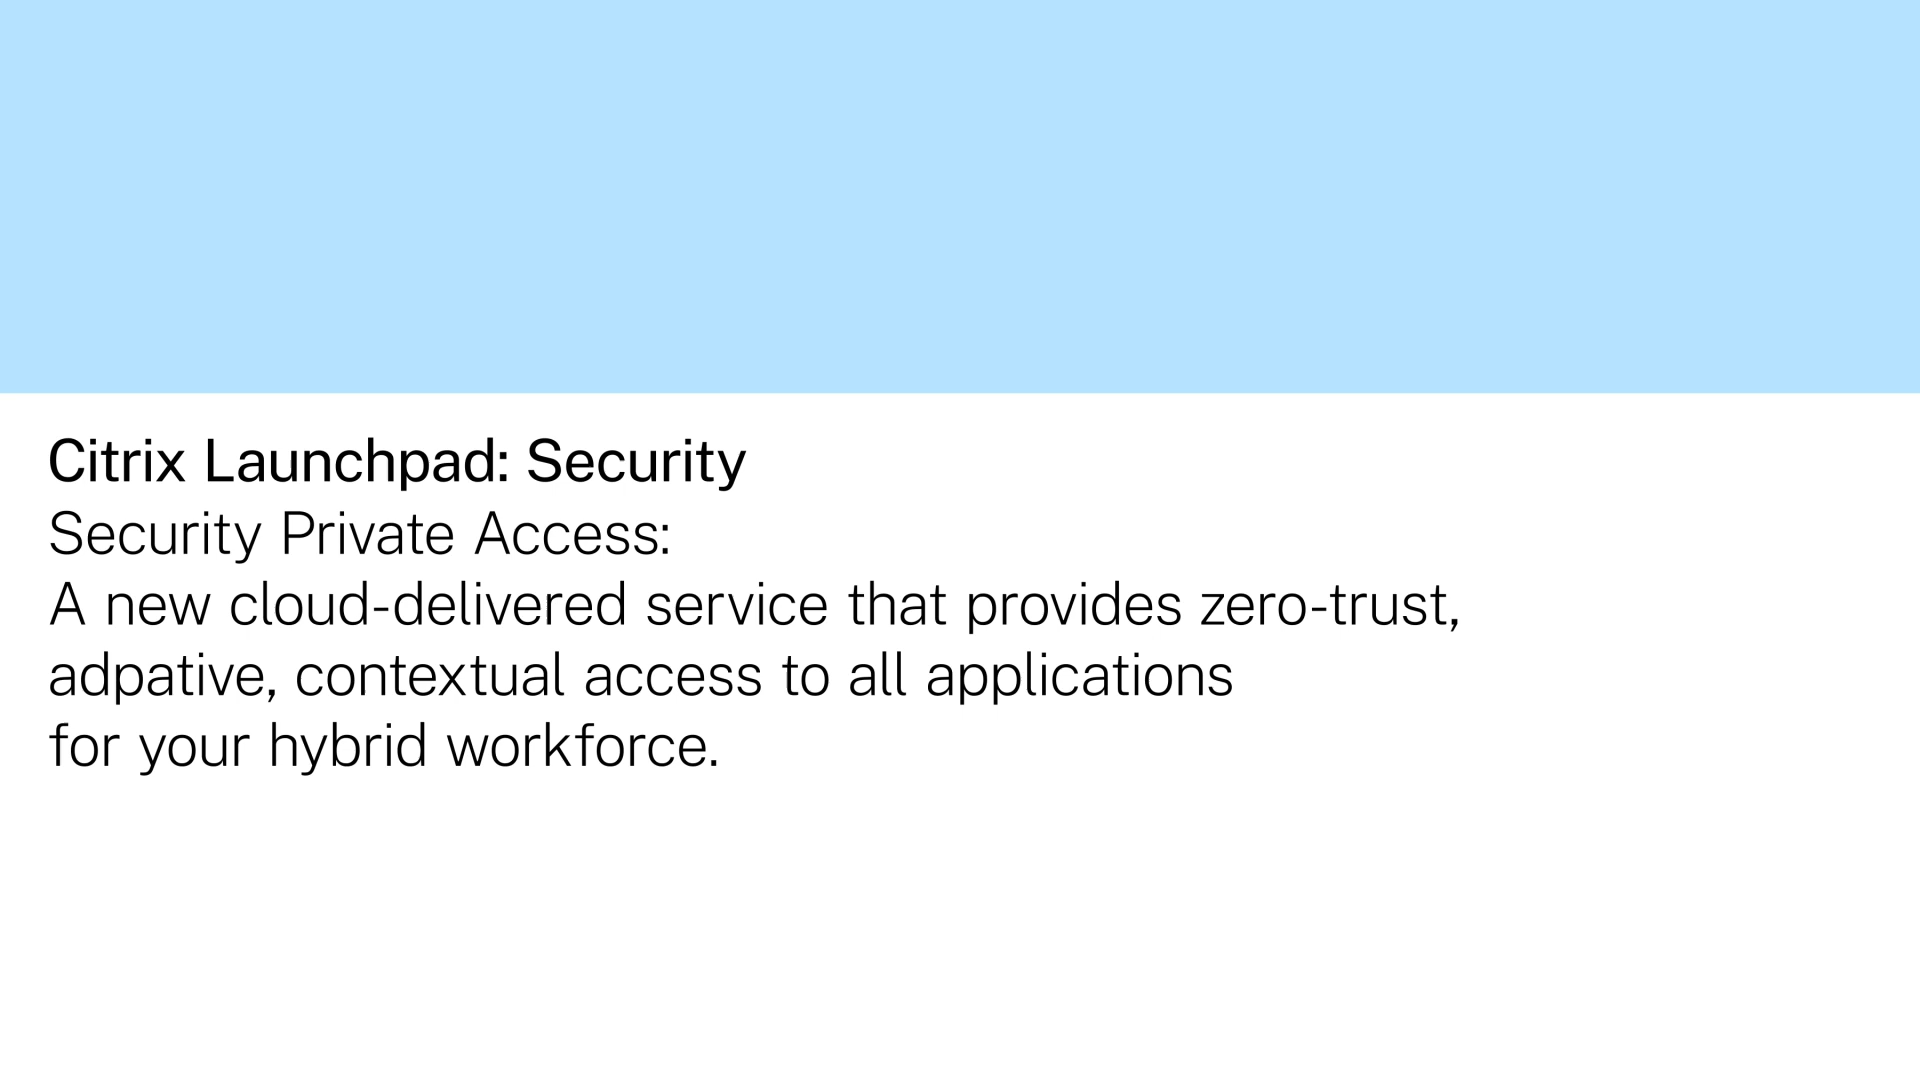 Citrix Launchpad: Security
Security Private Access:
A new cloud-delivered service that provides zero-trust,
adpative, contextual access to all applications
for your hybrid workforce.